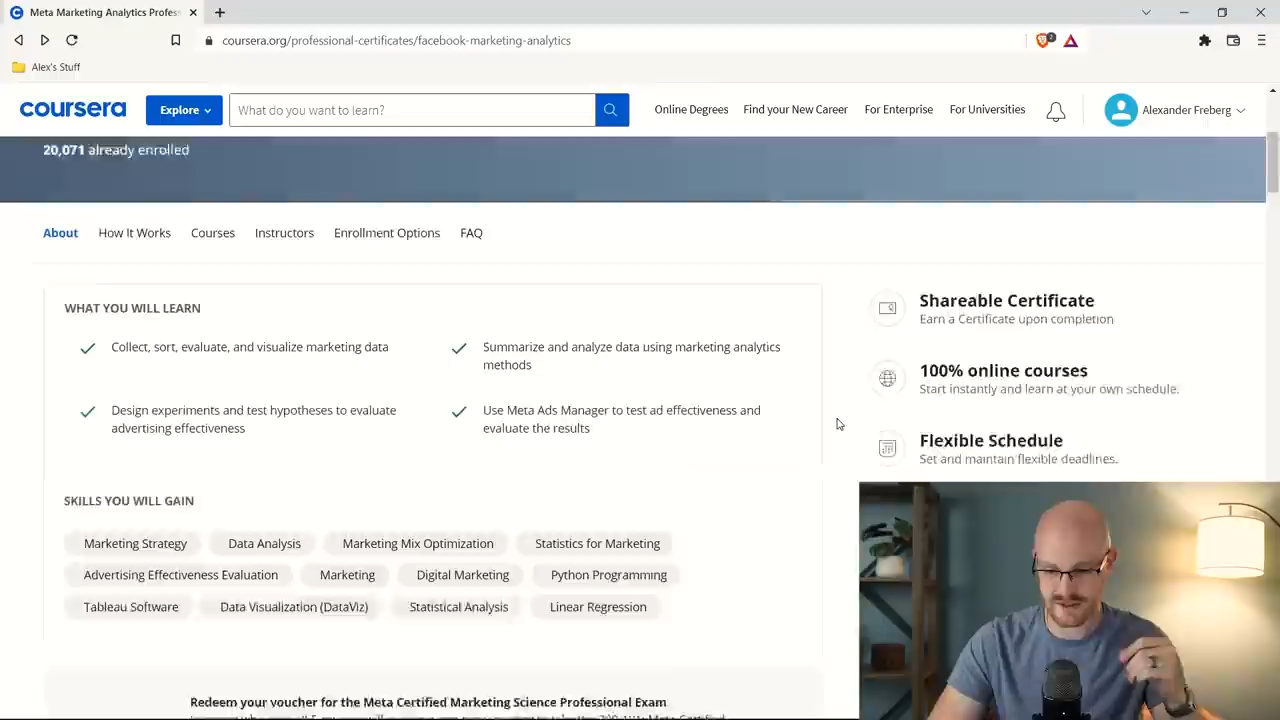 Meta Marketing Analytics Profes
coursera.org/professional-certificates/facebook-marketing-analytics
2
Alex's Stuff
coursera
Explore
What do you want to learn?
Online Degrees
Find your New Career
For Enterprise
For Universities
Alexander Freberg
20,071 already enrolled
About
How It Works
Courses
Instructors
Enrollment Options
FAQ
WHAT YOU WILL LEARN
Collect, sort, evaluate, and visualize marketing data
Summarize and analyze data using marketing analytics
methods
Design experiments and test hypotheses to evaluate
advertising effectiveness
Use Meta Ads Manager to test ad effectiveness and
evaluate the results
Shareable Certificate
Earn a Certificate upon completion
100% online courses
Start instantly and learn at your own schedule.
Flexible Schedule
Set and maintain flexible deadlines.
SKILLS YOU WILL GAIN
Marketing Strategy
Data Analysis
Marketing Mix Optimization
Statistics for Marketing
Advertising Effectiveness Evaluation
Marketing
Digital Marketing
Python Programming
Tableau Software
Data Visualization (DataViz)
Statistical Analysis
Linear Regression
Redeem your voucher for the Meta Certified Marketing Science Professional Exam